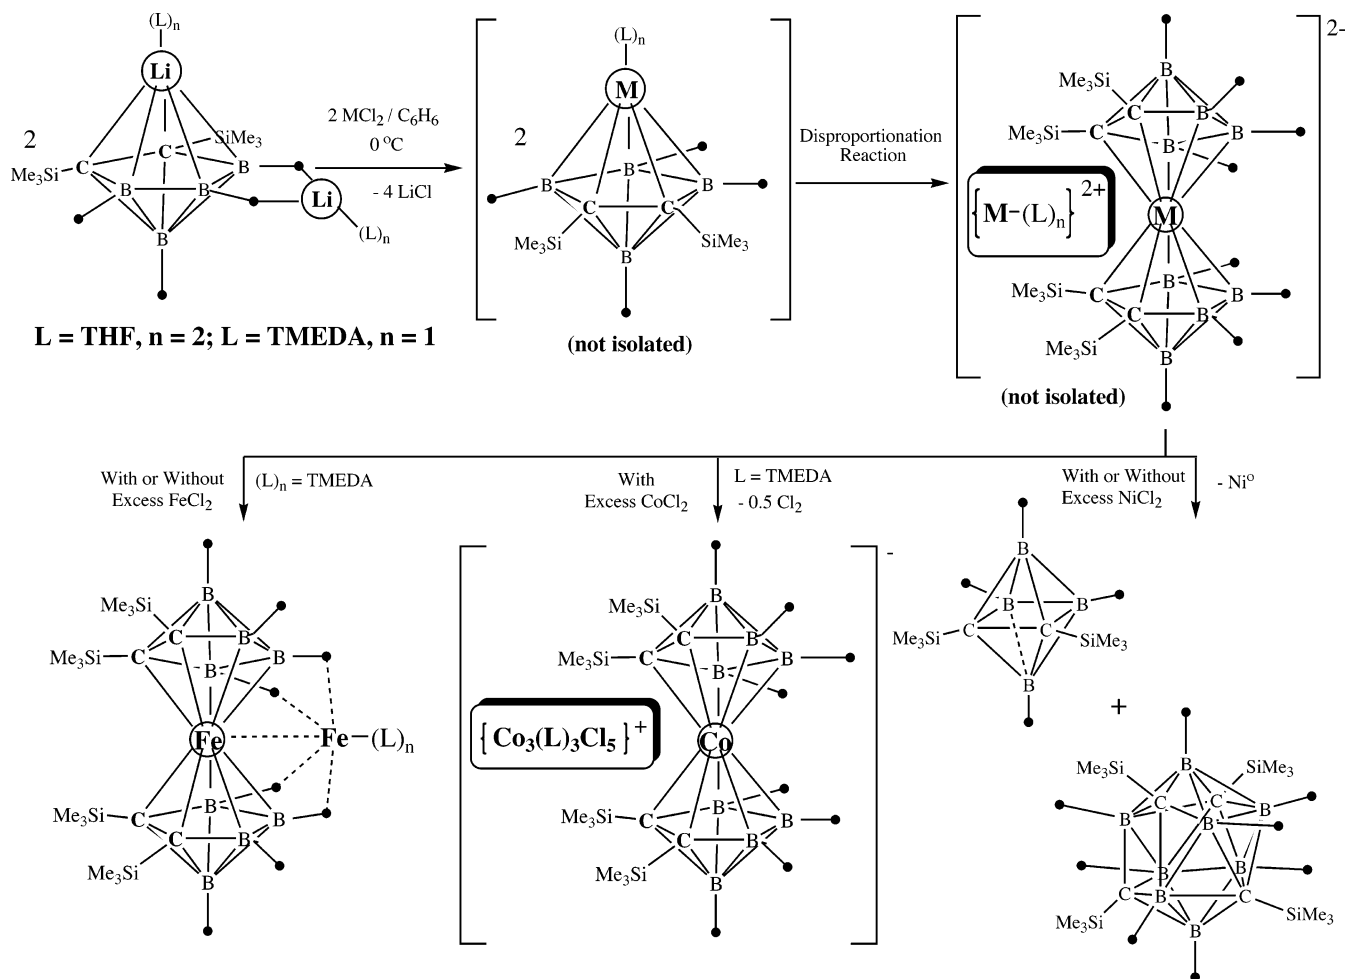 (L)n
Li
2
SiMe3
C
C
B
Me3Si
B
B
Li
(L)n
B
2 MCl2 / C6H6
0 oC
- 4 LiCl
(L)n
M
2
B
B
B
C
C
Me3Si
SiMe3
B
(not isolated)
Disproportionation
Reaction
2-
B
Me3Si
C
B
Me3Si
C
B
B
{M-(L)n}2+
M
Me3Si
C
B
B
C
B
Me3Si
B
(not isolated)
L = THF, n = 2; L = TMEDA, n = 1
With or Without
Excess FeCl2
(L)n = TMEDA
With
Excess CoCl2
L = TMEDA
- 0.5 Cl2
With or Without
Excess NiCl2
- Nio
B
Me3Si
C
B
Me3Si
C
B
B
Fe
Fe
(L)n
Me3Si
C
B
B
C
B
Me3Si
B
-
B
Me3Si
C
B
Me3Si
C
B
B
{Co3(L)3Cl5}+
Co
Me3Si
C
B
B
C
B
Me3Si
B
B
B
B
C
C
Me3Si
SiMe3
B
+
B
Me3Si
SiMe3
C
C
B
B
B
B
B
C
B
C
Me3Si
SiMe3
B